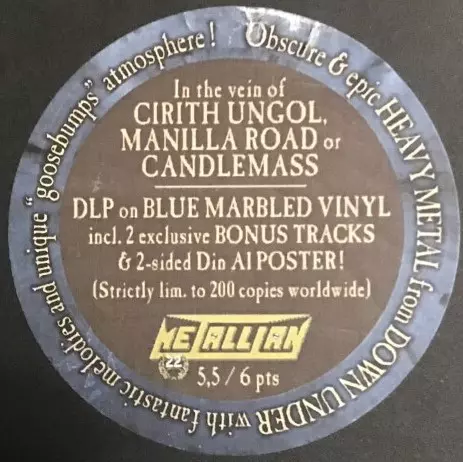 Obscure & epic HEAVY METAL from DOWN UNDER with fantastic melodies and unique "goosebumps" atmosphere!
In the vein of
CIRITH UNGOL,
MANILLA ROAD or
CANDLEMASS
DLP on BLUE MARBLED VINYL
incl. 2 exclusive BONUS TRACKS
& 2-sided Din A1 POSTER!
(Strictly lim. to 200 copies worldwide)
METALLIAN
22
5,5 / 6 pts